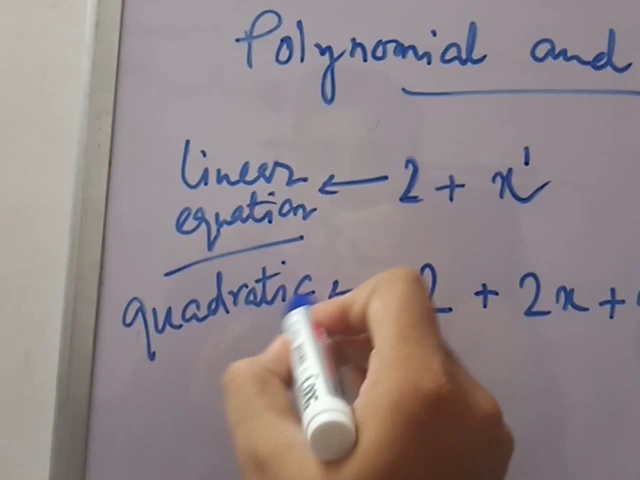 Polynomial and
linear ← 2 + x¹
equation
quadratic ← 2 + 2x +